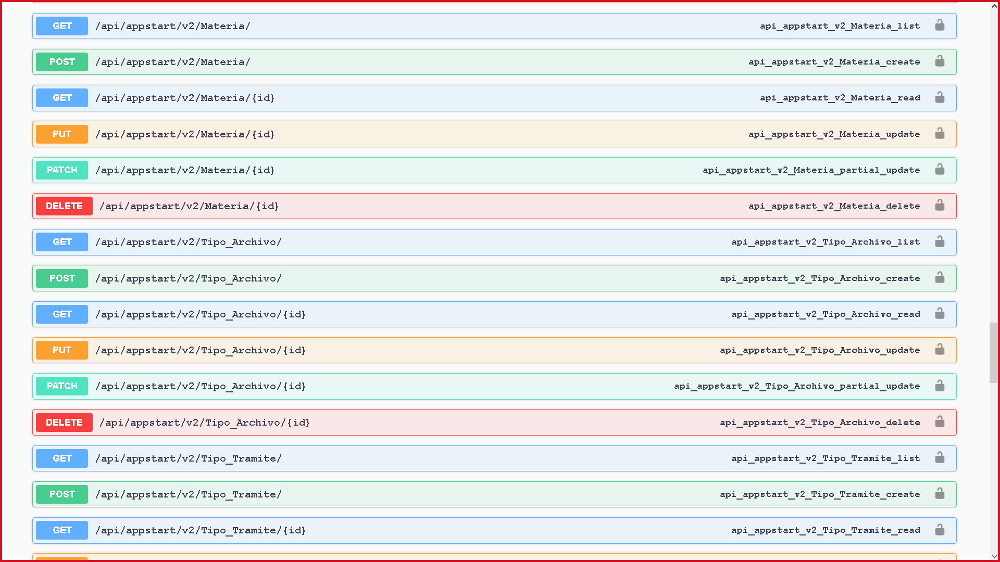 GET /api/appstart/v2/Materia/ api_appstart_v2_Materia_list
POST /api/appstart/v2/Materia/ api_appstart_v2_Materia_create
GET /api/appstart/v2/Materia/{id} api_appstart_v2_Materia_read
PUT /api/appstart/v2/Materia/{id} api_appstart_v2_Materia_update
PATCH /api/appstart/v2/Materia/{id} api_appstart_v2_Materia_partial_update
DELETE /api/appstart/v2/Materia/{id} api_appstart_v2_Materia_delete
GET /api/appstart/v2/Tipo_Archivo/ api_appstart_v2_Tipo_Archivo_list
POST /api/appstart/v2/Tipo_Archivo/ api_appstart_v2_Tipo_Archivo_create
GET /api/appstart/v2/Tipo_Archivo/{id} api_appstart_v2_Tipo_Archivo_read
PUT /api/appstart/v2/Tipo_Archivo/{id} api_appstart_v2_Tipo_Archivo_update
PATCH /api/appstart/v2/Tipo_Archivo/{id} api_appstart_v2_Tipo_Archivo_partial_update
DELETE /api/appstart/v2/Tipo_Archivo/{id} api_appstart_v2_Tipo_Archivo_delete
GET /api/appstart/v2/Tipo_Tramite/ api_appstart_v2_Tipo_Tramite_list
POST /api/appstart/v2/Tipo_Tramite/ api_appstart_v2_Tipo_Tramite_create
GET /api/appstart/v2/Tipo_Tramite/{id} api_appstart_v2_Tipo_Tramite_read